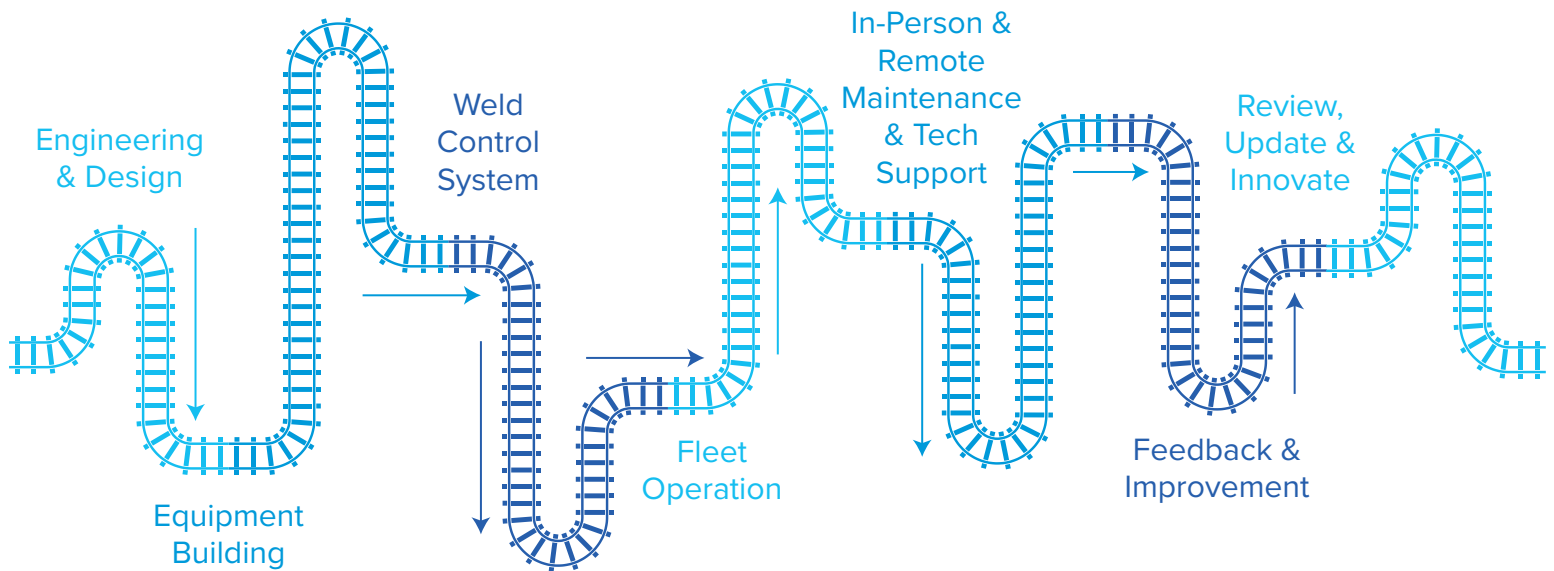 Engineering
& Design
Equipment
Building
Weld
Control
System
Fleet
Operation
In-Person &
Remote
Maintenance
& Tech
Support
Feedback &
Improvement
Review,
Update &
Innovate